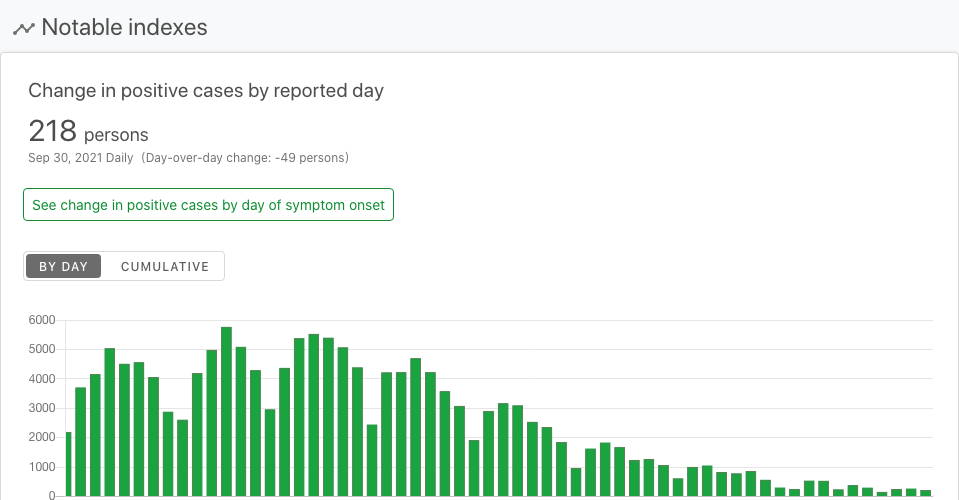 Notable indexes
Change in positive cases by reported day
218 persons
Sep 30, 2021 Daily (Day-over-day change: -49 persons)
See change in positive cases by day of symptom onset
BY DAY CUMULATIVE
6000
5000
4000
3000
2000
1000
0